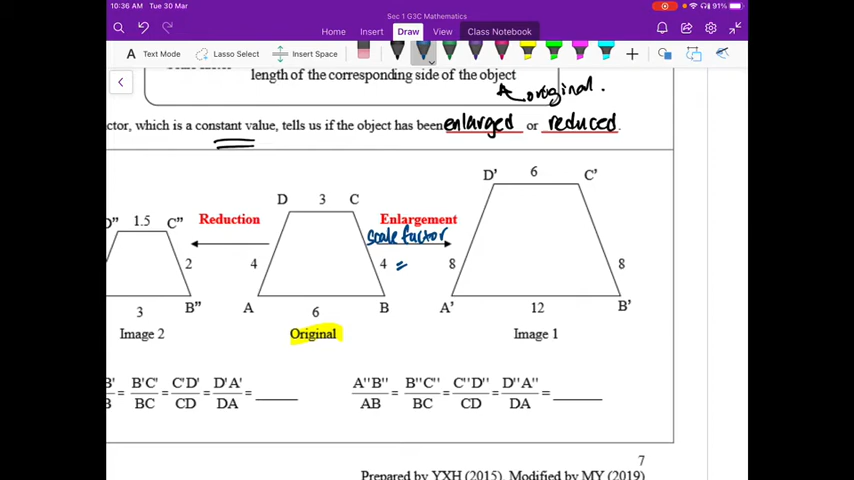 10:36 AM Tue 30 Mar
Sec 1 G3C Mathematics
91%
Home Insert Draw View Class Notebook
A Text Mode Lasso Select Insert Space
length of the corresponding side of the object
original.
ctor, which is a constant value, tells us if the object has been enlarged or reduced.
D' 6 C'
D 3 C
D" 1.5 C"
Reduction
Enlargement
scale factor
2 4 4 = 8 8
B" A B A' B'
3 6 12
Image 2 Original Image 1
B' = B'C' = C'D' = D'A' = ______ A''B'' = B''C'' = C''D'' = D''A'' = ______
B BC CD DA AB BC CD DA
7
Prepared by YXH (2015), Modified by MY (2019)